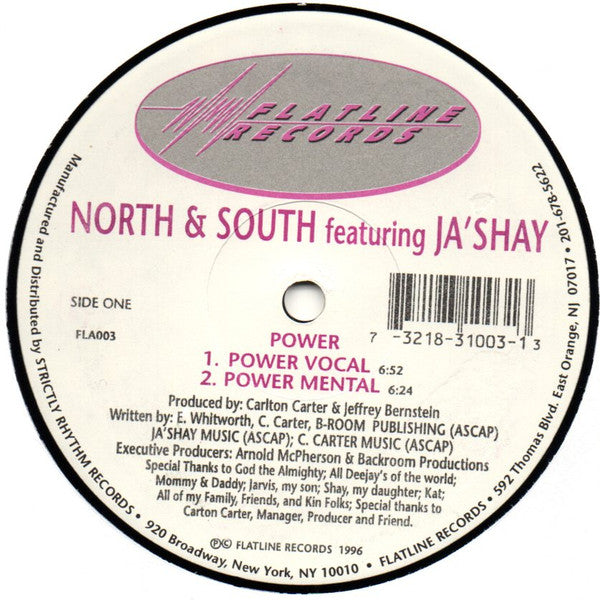 FLATLINE
RECORDS
NORTH & SOUTH featuring JA'SHAY
SIDE ONE
FLA003
7 -3218-31003-1 3
POWER
1. POWER VOCAL 6:52
2. POWER MENTAL 6:24
Produced by: Carlton Carter & Jeffrey Bernstein
Written by: E. Whitworth, C. Carter, B-ROOM PUBLISHING (ASCAP)
JA'SHAY MUSIC (ASCAP); C. CARTER MUSIC (ASCAP)
Executive Producers: Arnold McPherson & Backroom Productions
Special Thanks to God the Almighty; All Deejay's of the world;
Mommy & Daddy; Jarvis, my son; Shay, my daughter; Kat;
All of my Family, Friends, and Kin Folks; Special thanks to
Carton Carter, Manager, Producer and Friend.
℗© FLATLINE RECORDS 1996
Manufactured and Distributed by STRICTLY RHYTHM RECORDS • 920 Broadway, New York, NY 10010 • FLATLINE RECORDS • 592 Thomas Blvd. East Orange, NJ 07017 • 201-678-5622